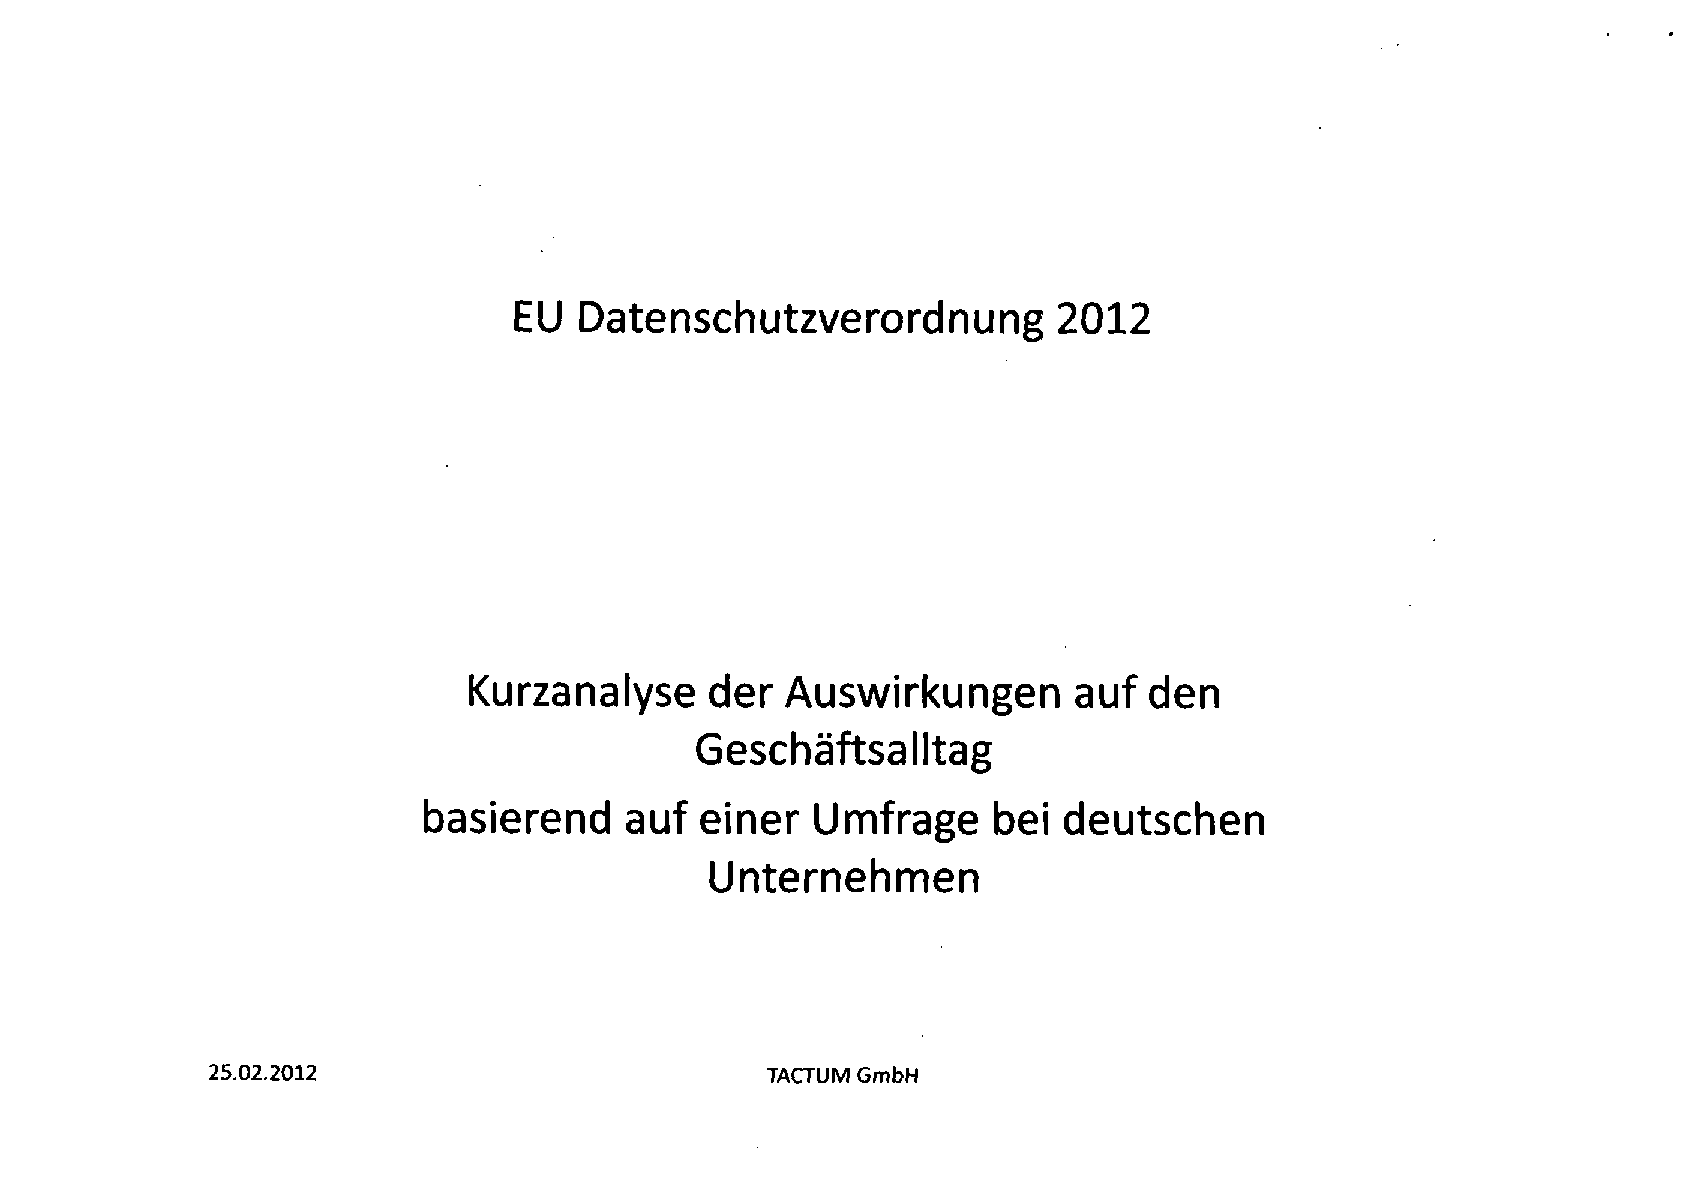 EU Datenschutzverordnung 2012
Kurzanalyse der Auswirkungen auf den
Geschäftsalltag
basierend auf einer Umfrage bei deutschen
Unternehmen
25.02.2012
TACTUM GmbH